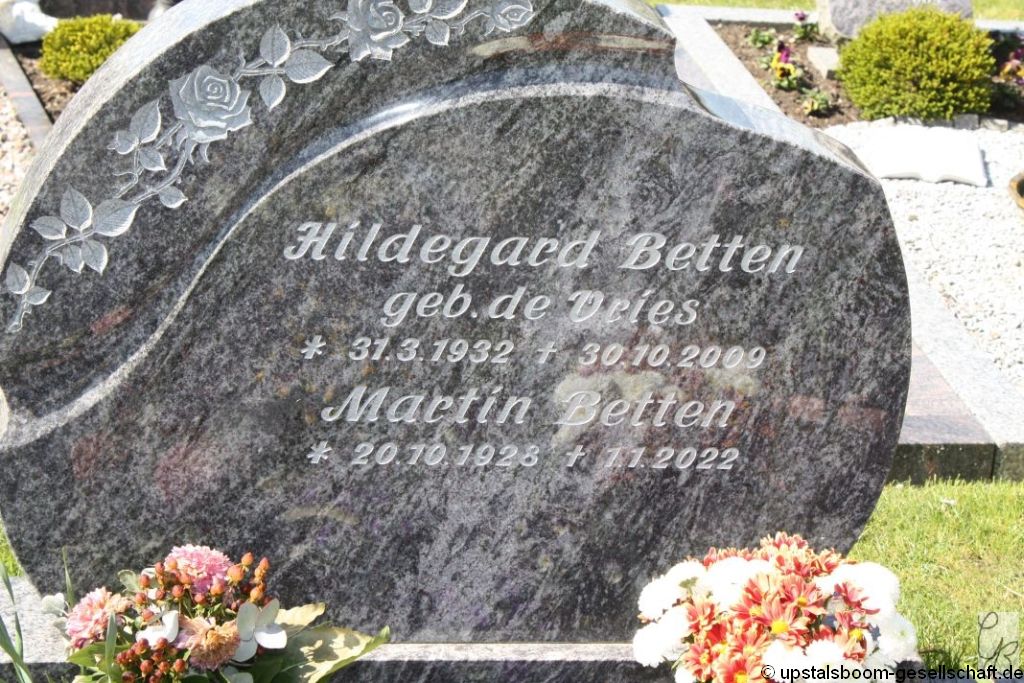 Hildegard Betten
geb. de Vries
* 31.3.1932 † 30.10.2009
Martin Betten
* 20.10.1923 † 1.1.2022
© upstalsboom-gesellschaft.de